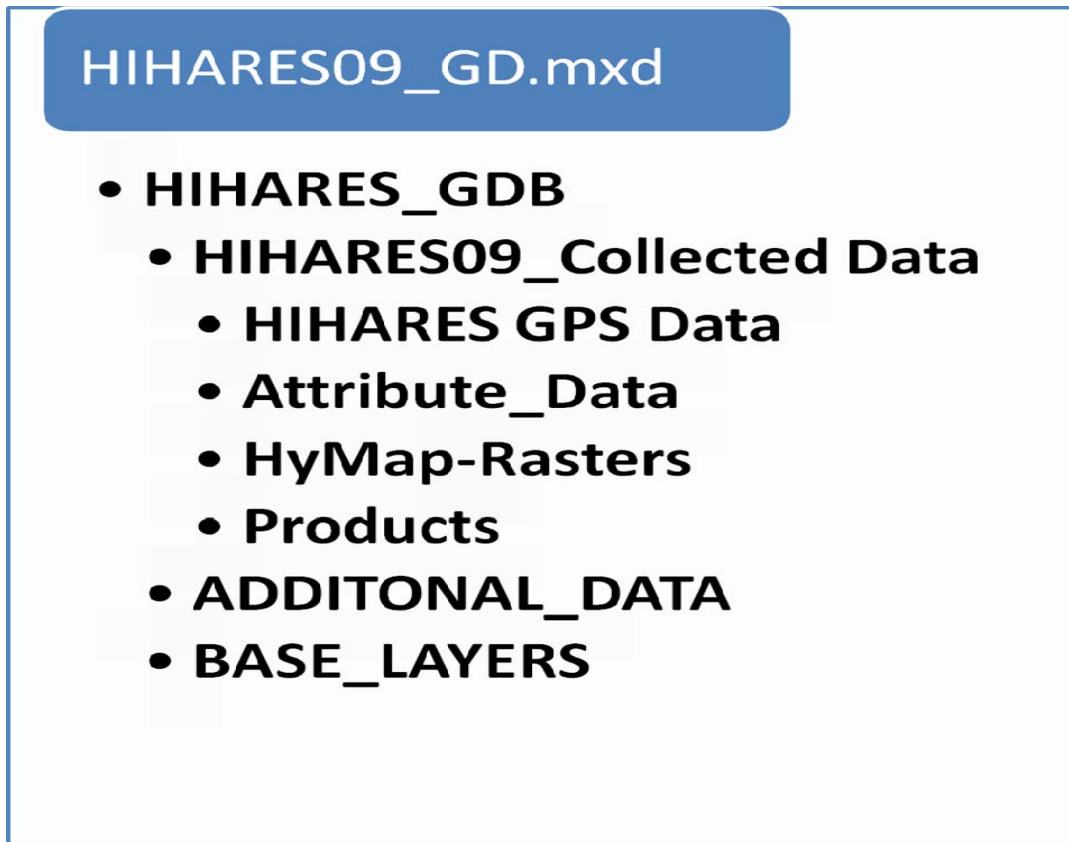 HIHARES09_GD.mxd
• HIHARES_GDB
• HIHARES09_Collected Data
• HIHARES GPS Data
• Attribute_Data
• HyMap-Rasters
• Products
• ADDITONAL_DATA
• BASE_LAYERS